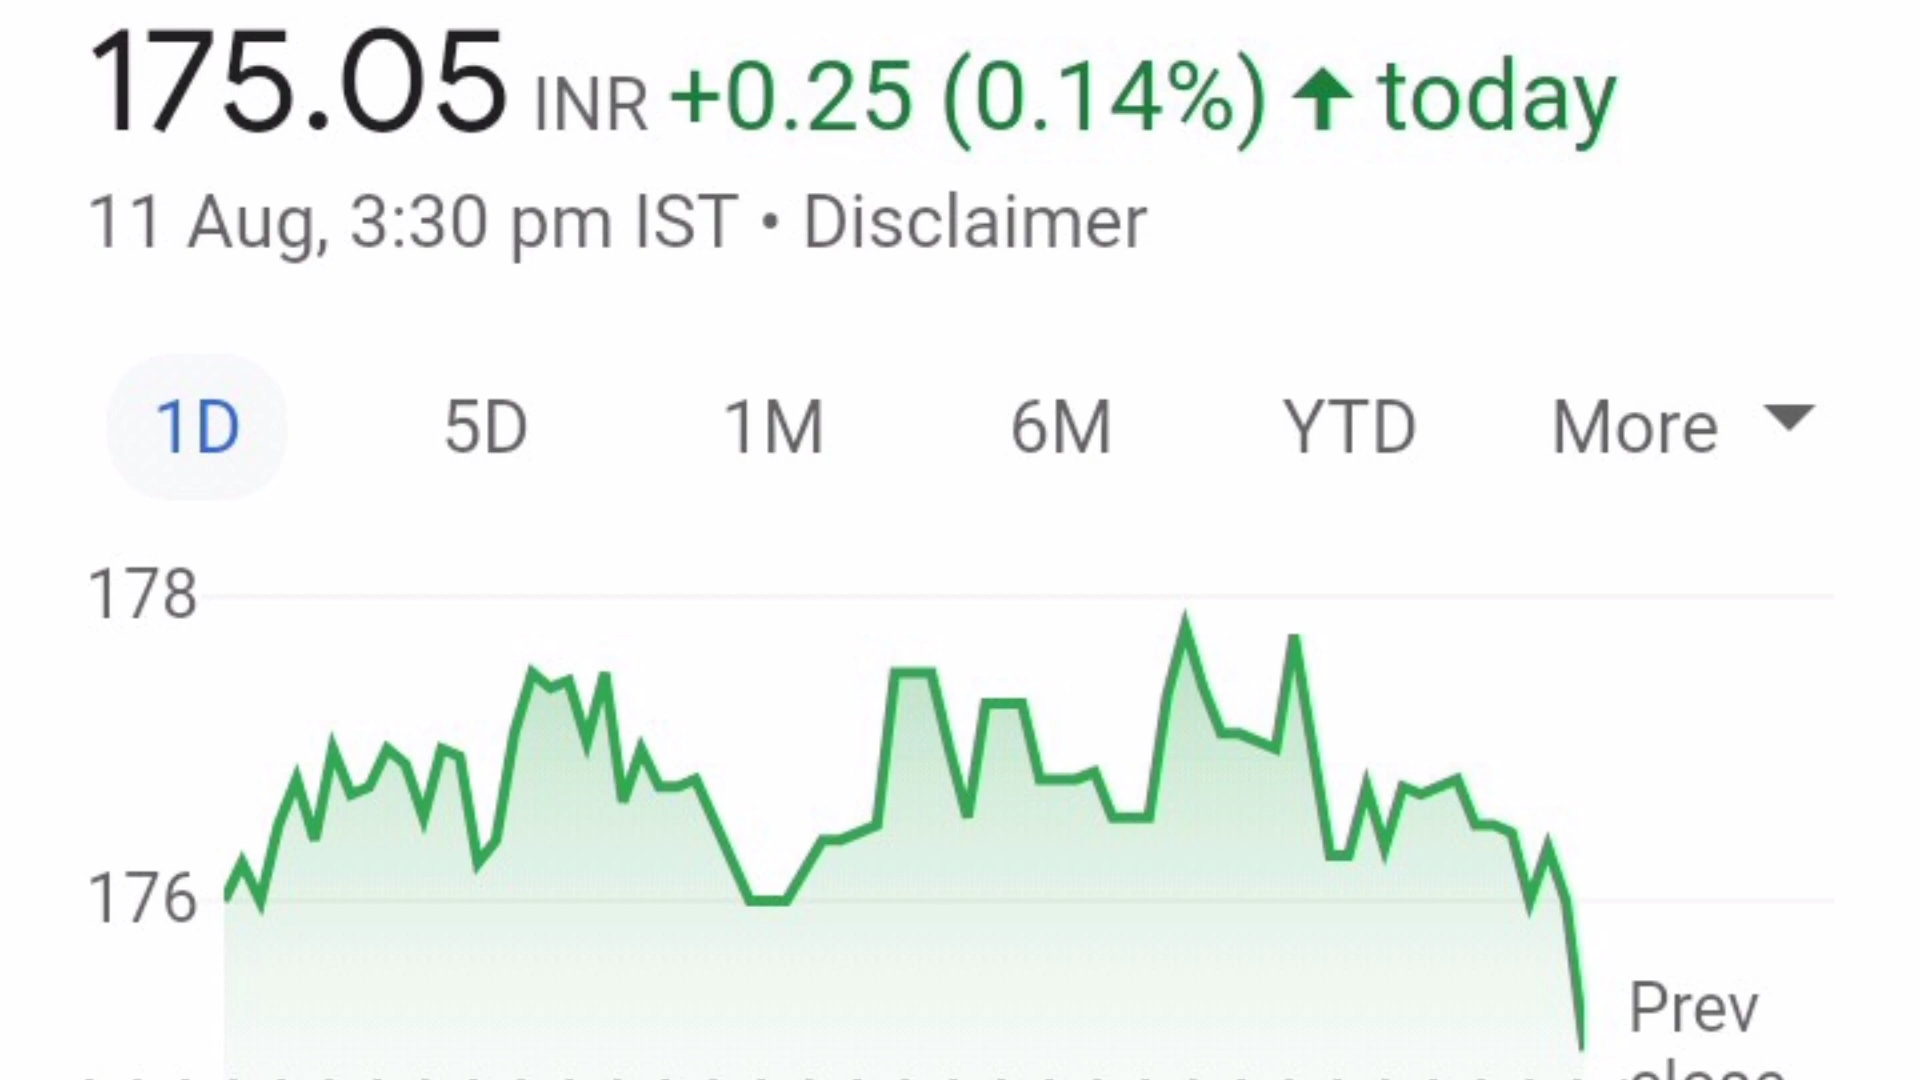 175.05 INR +0.25 (0.14%) ↑ today
11 Aug, 3:30 pm IST • Disclaimer
1D 5D 1M 6M YTD More
178
176
Prev
close